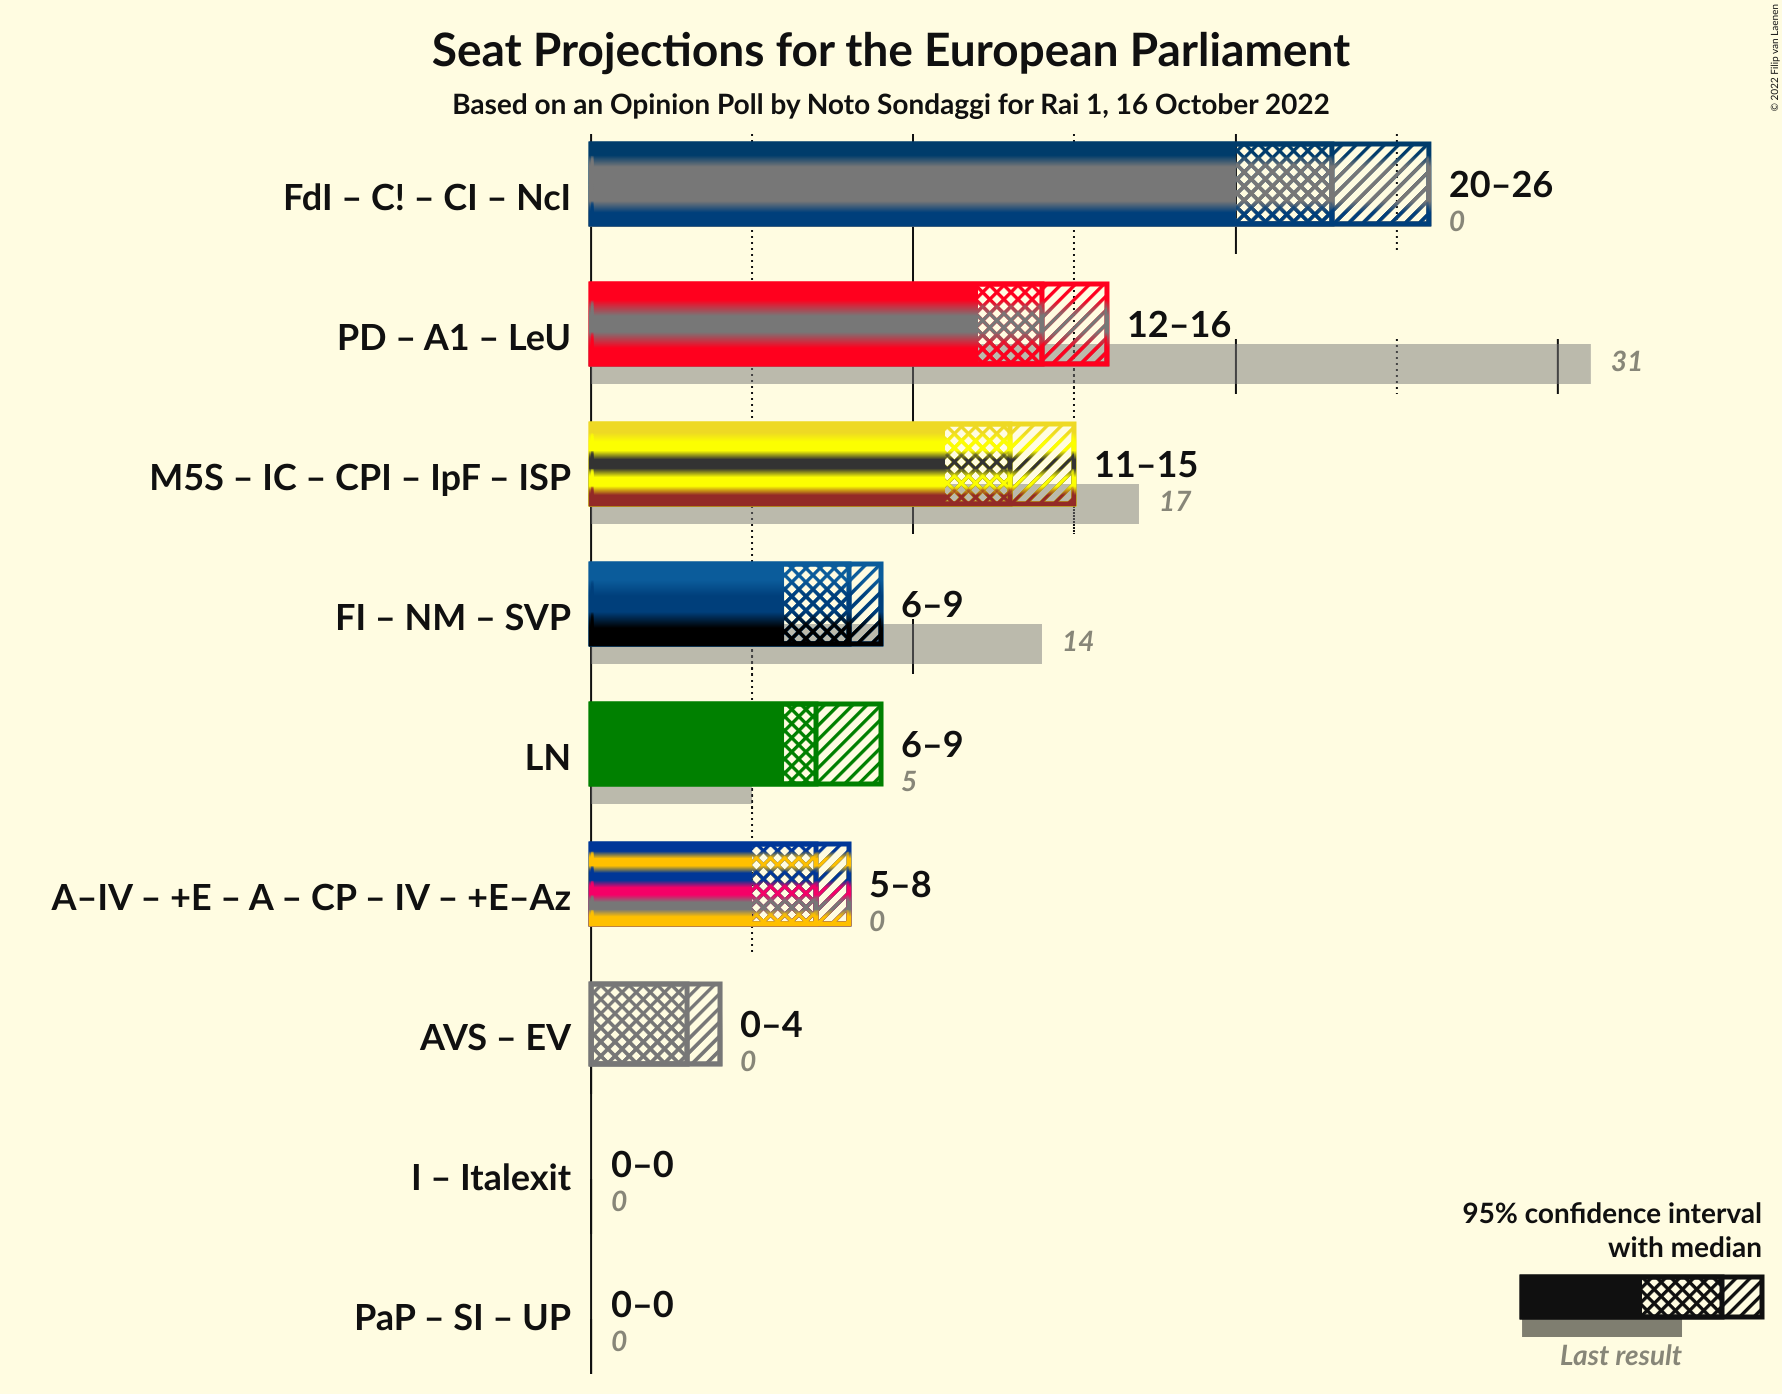 Seat Projections for the European Parliament
Based on an Opinion Poll by Noto Sondaggi for Rai 1, 16 October 2022
© 2022 Filip van Laenen
FdI – C! – CI – NcI
20–26
0
PD – A1 – LeU
12–16
31
M5S – IC – CPI – IpF – ISP
11–15
17
FI – NM – SVP
6–9
14
LN
6–9
5
A–IV – +E – A – CP – IV – +E–Az
5–8
0
AVS – EV
0–4
0
I – Italexit
0–0
0
PaP – SI – UP
0–0
0
95% confidence interval
with median
Last result